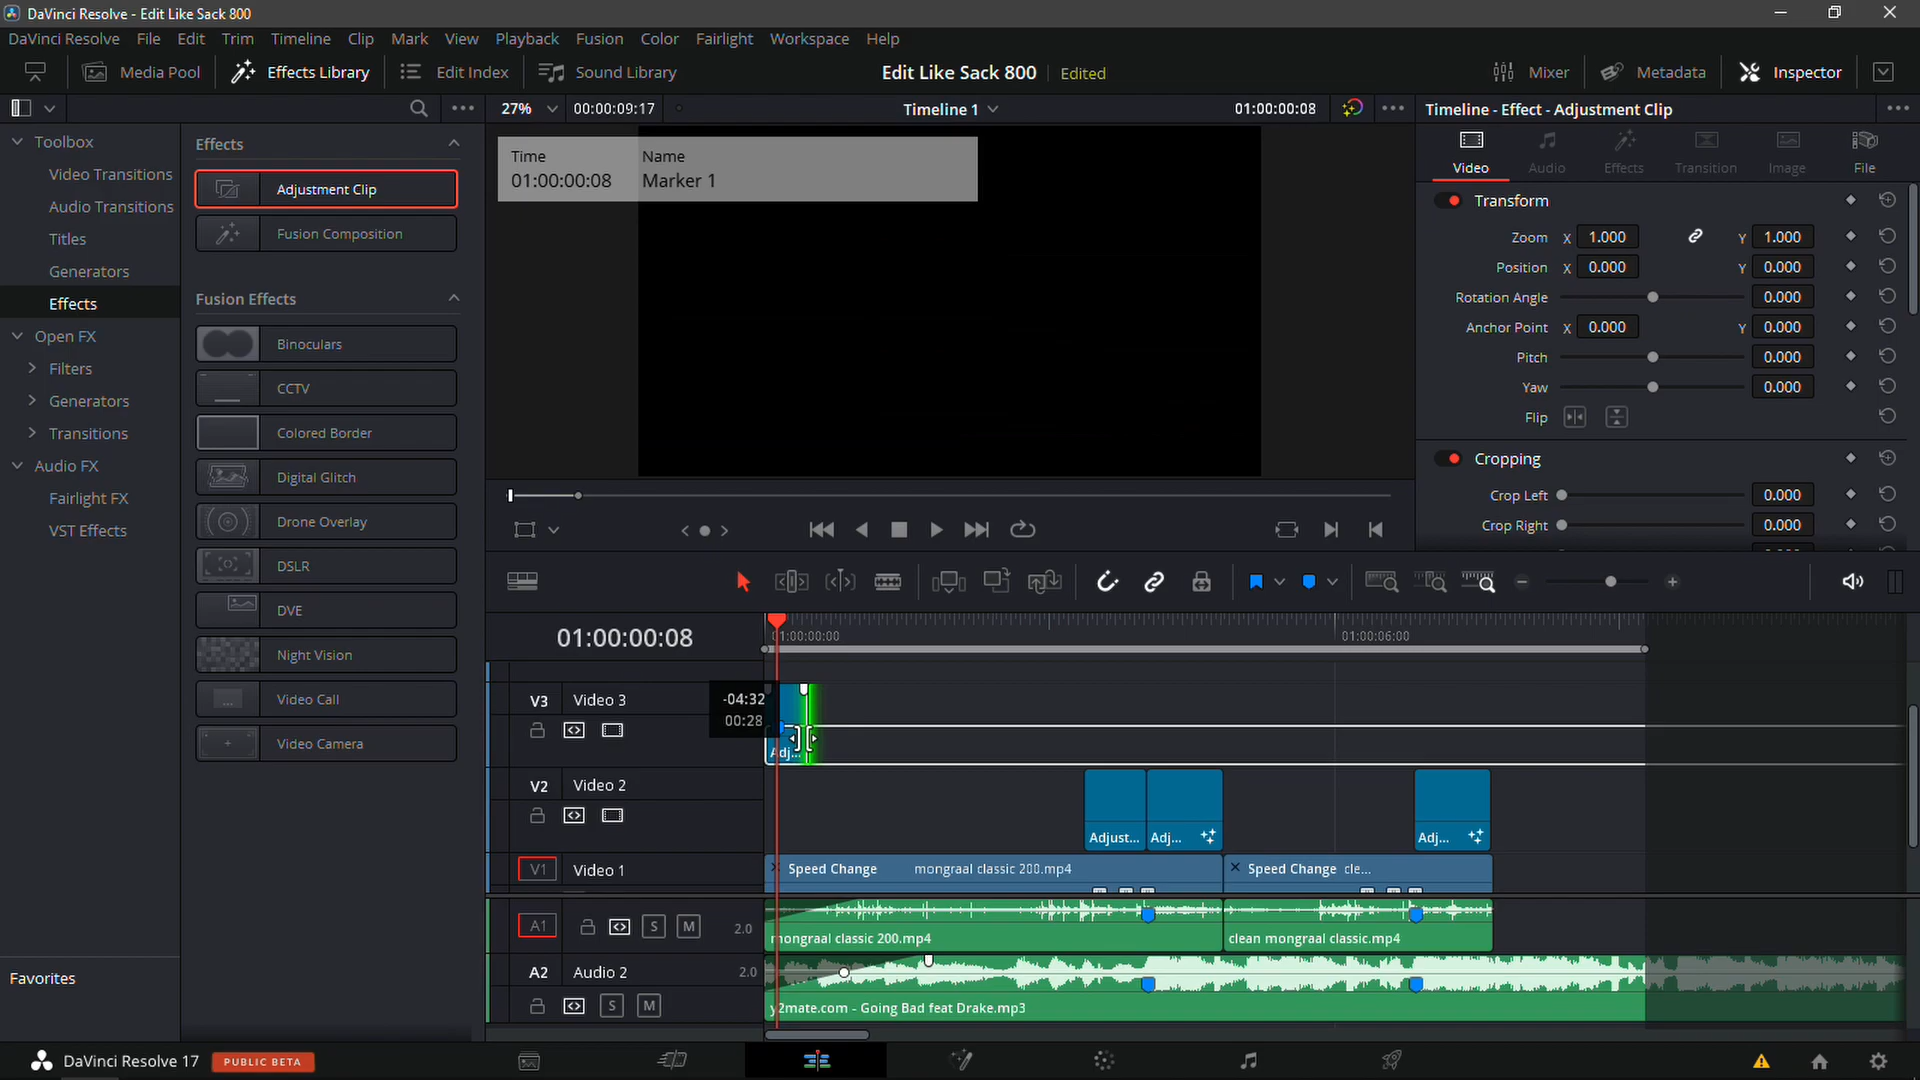 DaVinci Resolve - Edit Like Sack 800
DaVinci Resolve File Edit Trim Timeline Clip Mark View Playback Fusion Color Fairlight Workspace Help
Media Pool Effects Library Edit Index Sound Library Edit Like Sack 800 Edited Mixer Metadata Inspector
27% 00:00:09:17 Timeline 1 01:00:00:08 Timeline - Effect - Adjustment Clip
Toolbox
Video Transitions
Audio Transitions
Titles
Generators
Effects
Open FX
Filters
Generators
Transitions
Audio FX
Fairlight FX
VST Effects
Favorites
Effects
Adjustment Clip
Fusion Composition
Fusion Effects
Binoculars
CCTV
Colored Border
Digital Glitch
Drone Overlay
DSLR
DVE
Night Vision
Video Call
Video Camera
Time Name
01:00:00:08 Marker 1
Video Audio Effects Transition Image File
Transform
Zoom X 1.000 Y 1.000
Position X 0.000 Y 0.000
Rotation Angle 0.000
Anchor Point X 0.000 Y 0.000
Pitch 0.000
Yaw 0.000
Flip
Cropping
Crop Left 0.000
Crop Right 0.000
01:00:00:08 01:00:00:00 01:00:06:00
V3 Video 3 -04:32
00:28
Adj...
V2 Video 2
Adjust... Adj... Adj...
V1 Video 1 Speed Change mongraal classic 200.mp4 Speed Change cle...
A1 S M 2.0
mongraal classic 200.mp4 clean mongraal classic.mp4
A2 Audio 2 2.0
S M y2mate.com - Going Bad feat Drake.mp3
DaVinci Resolve 17 PUBLIC BETA